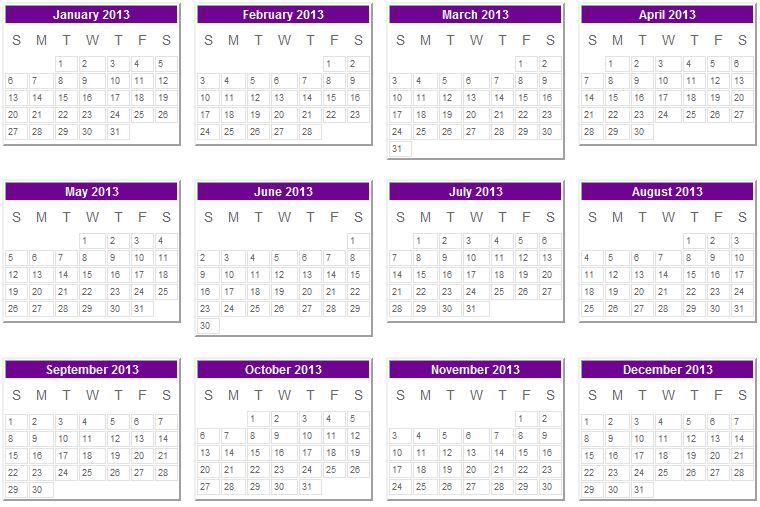 January 2013
S M T W T F S
1 2 3 4 5
6 7 8 9 10 11 12
13 14 15 16 17 18 19
20 21 22 23 24 25 26
27 28 29 30 31
February 2013
S M T W T F S
1 2
3 4 5 6 7 8 9
10 11 12 13 14 15 16
17 18 19 20 21 22 23
24 25 26 27 28
March 2013
S M T W T F S
1 2
3 4 5 6 7 8 9
10 11 12 13 14 15 16
17 18 19 20 21 22 23
24 25 26 27 28 29 30
31
April 2013
S M T W T F S
1 2 3 4 5 6
7 8 9 10 11 12 13
14 15 16 17 18 19 20
21 22 23 24 25 26 27
28 29 30
May 2013
S M T W T F S
1 2 3 4
5 6 7 8 9 10 11
12 13 14 15 16 17 18
19 20 21 22 23 24 25
26 27 28 29 30 31
June 2013
S M T W T F S
1
2 3 4 5 6 7 8
9 10 11 12 13 14 15
16 17 18 19 20 21 22
23 24 25 26 27 28 29
30
July 2013
S M T W T F S
1 2 3 4 5 6
7 8 9 10 11 12 13
14 15 16 17 18 19 20
21 22 23 24 25 26 27
28 29 30 31
August 2013
S M T W T F S
1 2 3
4 5 6 7 8 9 10
11 12 13 14 15 16 17
18 19 20 21 22 23 24
25 26 27 28 29 30 31
September 2013
S M T W T F S
1 2 3 4 5 6 7
8 9 10 11 12 13 14
15 16 17 18 19 20 21
22 23 24 25 26 27 28
29 30
October 2013
S M T W T F S
1 2 3 4 5
6 7 8 9 10 11 12
13 14 15 16 17 18 19
20 21 22 23 24 25 26
27 28 29 30 31
November 2013
S M T W T F S
1 2
3 4 5 6 7 8 9
10 11 12 13 14 15 16
17 18 19 20 21 22 23
24 25 26 27 28 29 30
December 2013
S M T W T F S
1 2 3 4 5 6 7
8 9 10 11 12 13 14
15 16 17 18 19 20 21
22 23 24 25 26 27 28
29 30 31